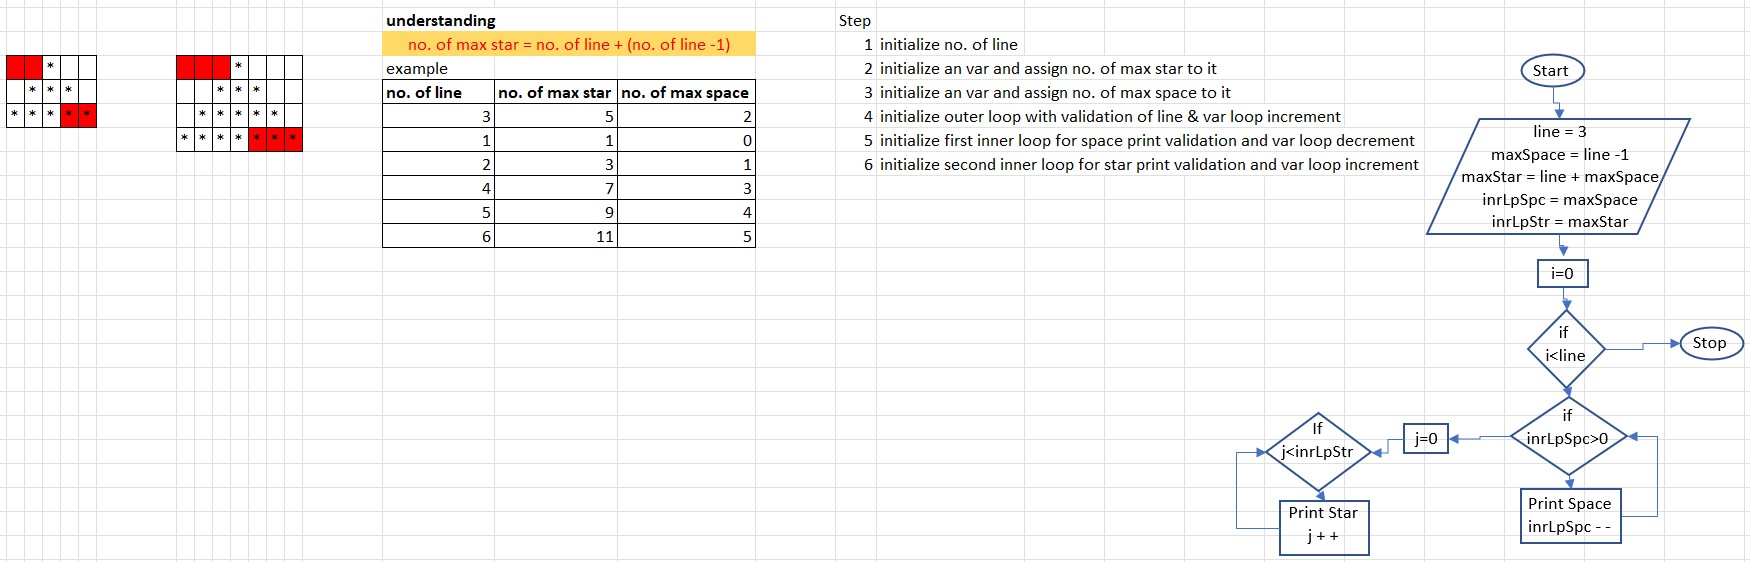 understanding
no. of max star = no. of line + (no. of line -1)
example
no. of line no. of max star no. of max space
3 5 2
1 1 0
2 3 1
4 7 3
5 9 4
6 11 5
*
* * *
* * * * *
*
* * *
* * * * *
* * * * * * *
Step
1 initialize no. of line
2 initialize an var and assign no. of max star to it
3 initialize an var and assign no. of max space to it
4 initialize outer loop with validation of line & var loop increment
5 initialize first inner loop for space print validation and var loop decrement
6 initialize second inner loop for star print validation and var loop increment
Start
line = 3
maxSpace = line -1
maxStar = line + maxSpace
inrLpSpc = maxSpace
inrLpStr = maxStar
i=0
if
i<line
Stop
if
inrLpSpc>0
j=0
If
j<inrLpStr
Print Space
inrLpSpc - -
Print Star
j + +